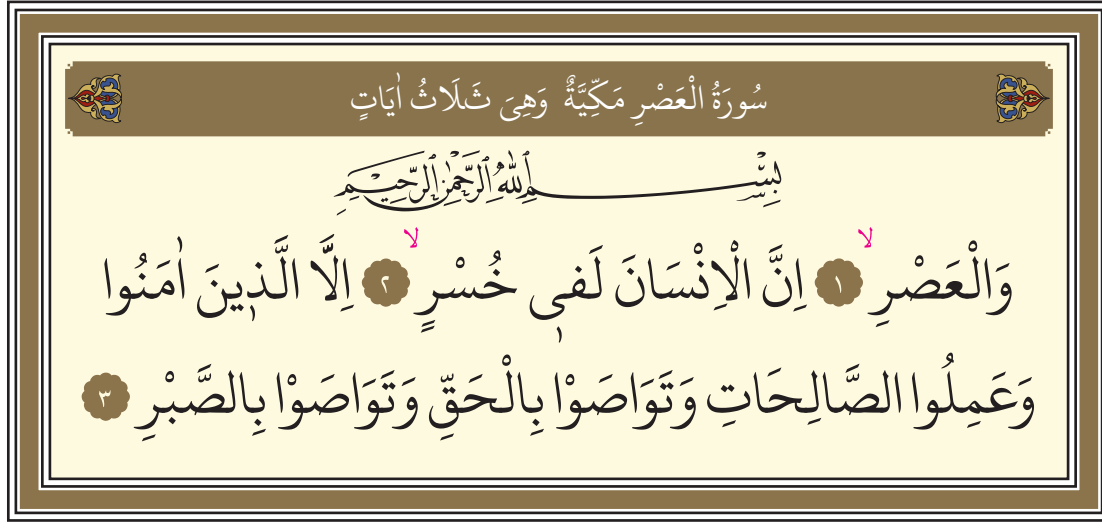 سُورَةُ الْعَصْرِ مَكِّيَّةٌ وَهِىَ ثَلَاثُ اٰيَاتٍ
بِسْمِ اللّٰهِ الرَّحْمٰنِ الرَّحِيمِ
وَالْعَصْرِۙ ١ اِنَّ الْاِنْسَانَ لَفٖى خُسْرٍۙ ٢ اِلَّا الَّذٖينَ اٰمَنُوا
وَعَمِلُوا الصَّالِحَاتِ وَتَوَاصَوْا بِالْحَقِّ وَتَوَاصَوْا بِالصَّبْرِ ٣